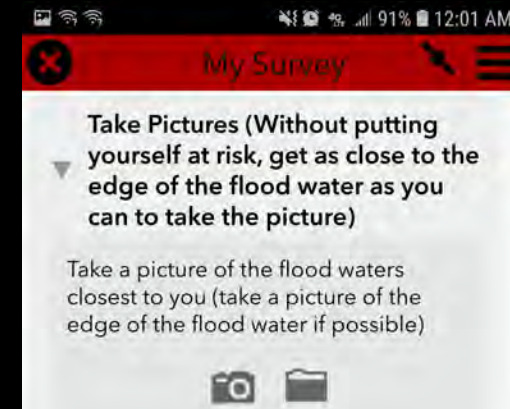 91% 12:01 AM
My Survey
Take Pictures (Without putting
yourself at risk, get as close to the
edge of the flood water as you
can to take the picture)
Take a picture of the flood waters
closest to you (take a picture of the
edge of the flood water if possible)